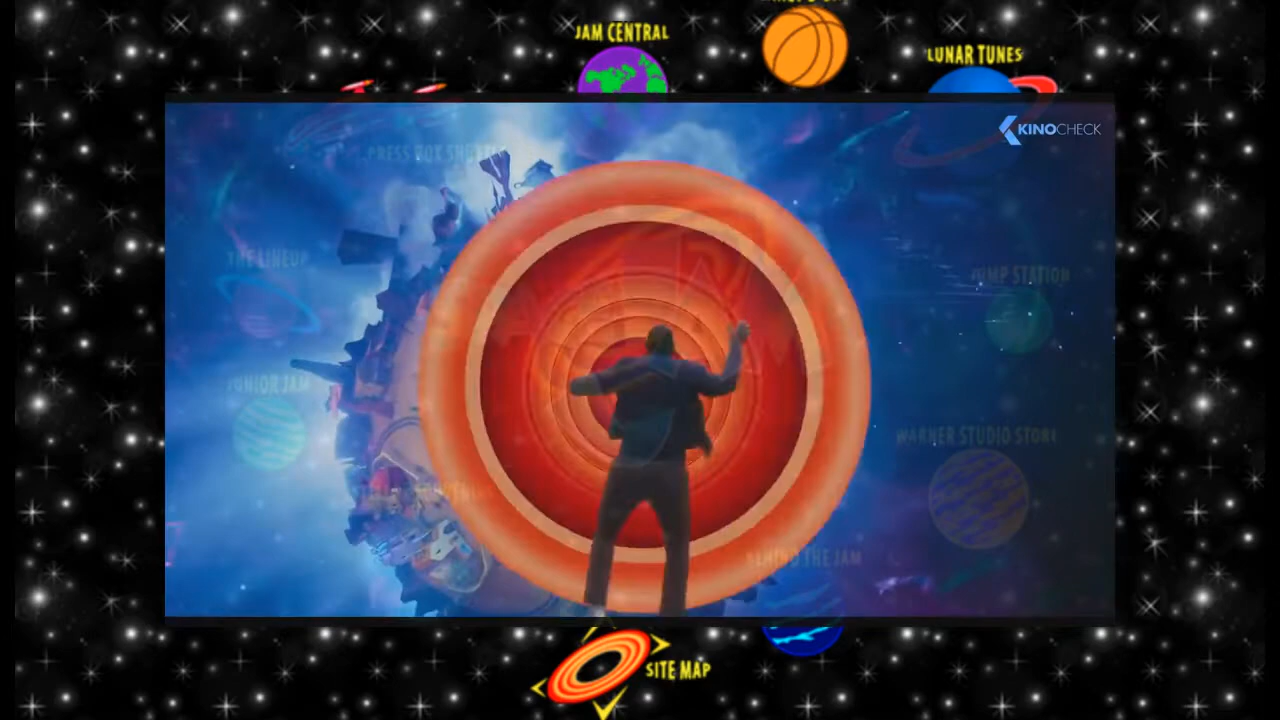 JAM CENTRAL
LUNAR TUNES
KINOCHECK
PRESS BOX SHUTTLE
THE LINEUP
JUMP STATION
JUNIOR JAM
WARNER STUDIO STORE
BEHIND THE JAM
SITE MAP